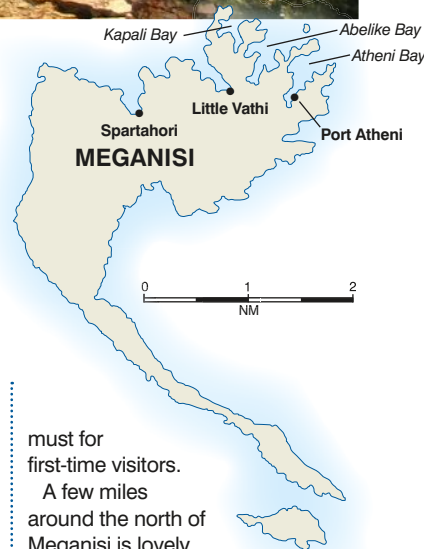 Kapali Bay
Abelike Bay
Atheni Bay
Little Vathi
Spartahori
Port Atheni
MEGANISI
0 1 2
NM
must for
first-time visitors.
A few miles
around the north of
Meganisi is lovely